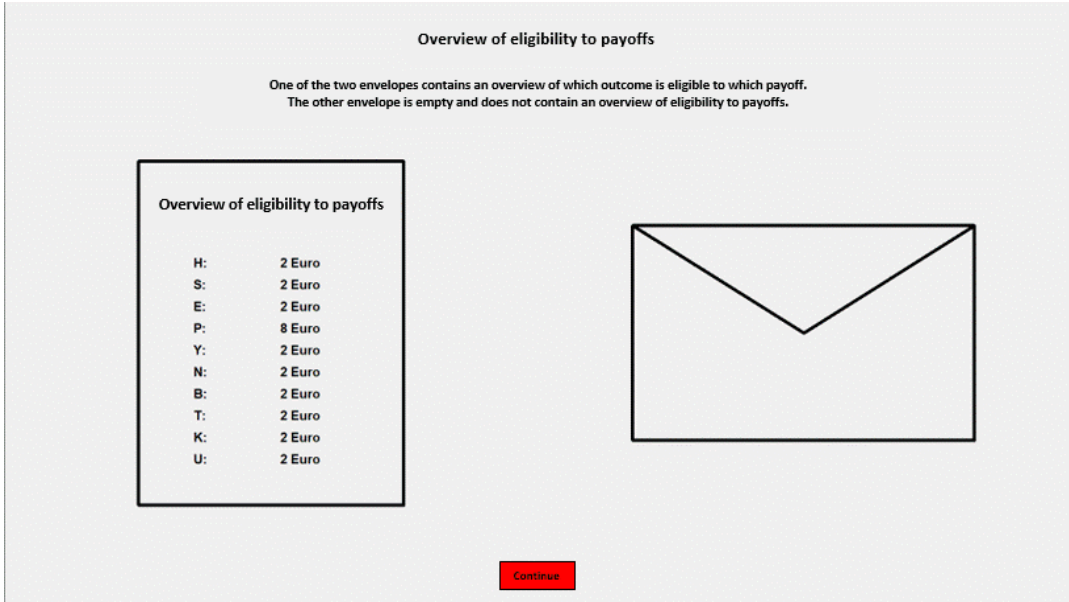 Overview of eligibility to payoffs
One of the two envelopes contains an overview of which outcome is eligible to which payoff.
The other envelope is empty and does not contain an overview of eligibility to payoffs.
Overview of eligibility to payoffs
H: 2 Euro
S: 2 Euro
E: 2 Euro
P: 8 Euro
Y: 2 Euro
N: 2 Euro
B: 2 Euro
T: 2 Euro
K: 2 Euro
U: 2 Euro
Continue